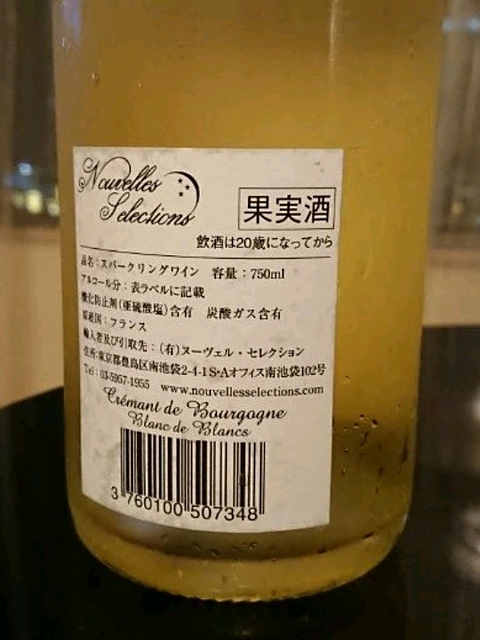 Nouvelles
Selections
果実酒
飲酒は20歳になってから
品名:スパークリングワイン 容量:750ml
アルコール分:表ラベルに記載
酸化防止剤(亜硫酸塩)含有 炭酸ガス含有
原産国:フランス
輸入者及び引取先:(有)ヌーヴェル・セレクション
住所:東京都豊島区南池袋2-4-1S・Aオフィス南池袋102号
Tel:03-5957-1955 www.nouvellesselections.com
Crémant de Bourgogne
Blanc de Blancs
3 760100 507348